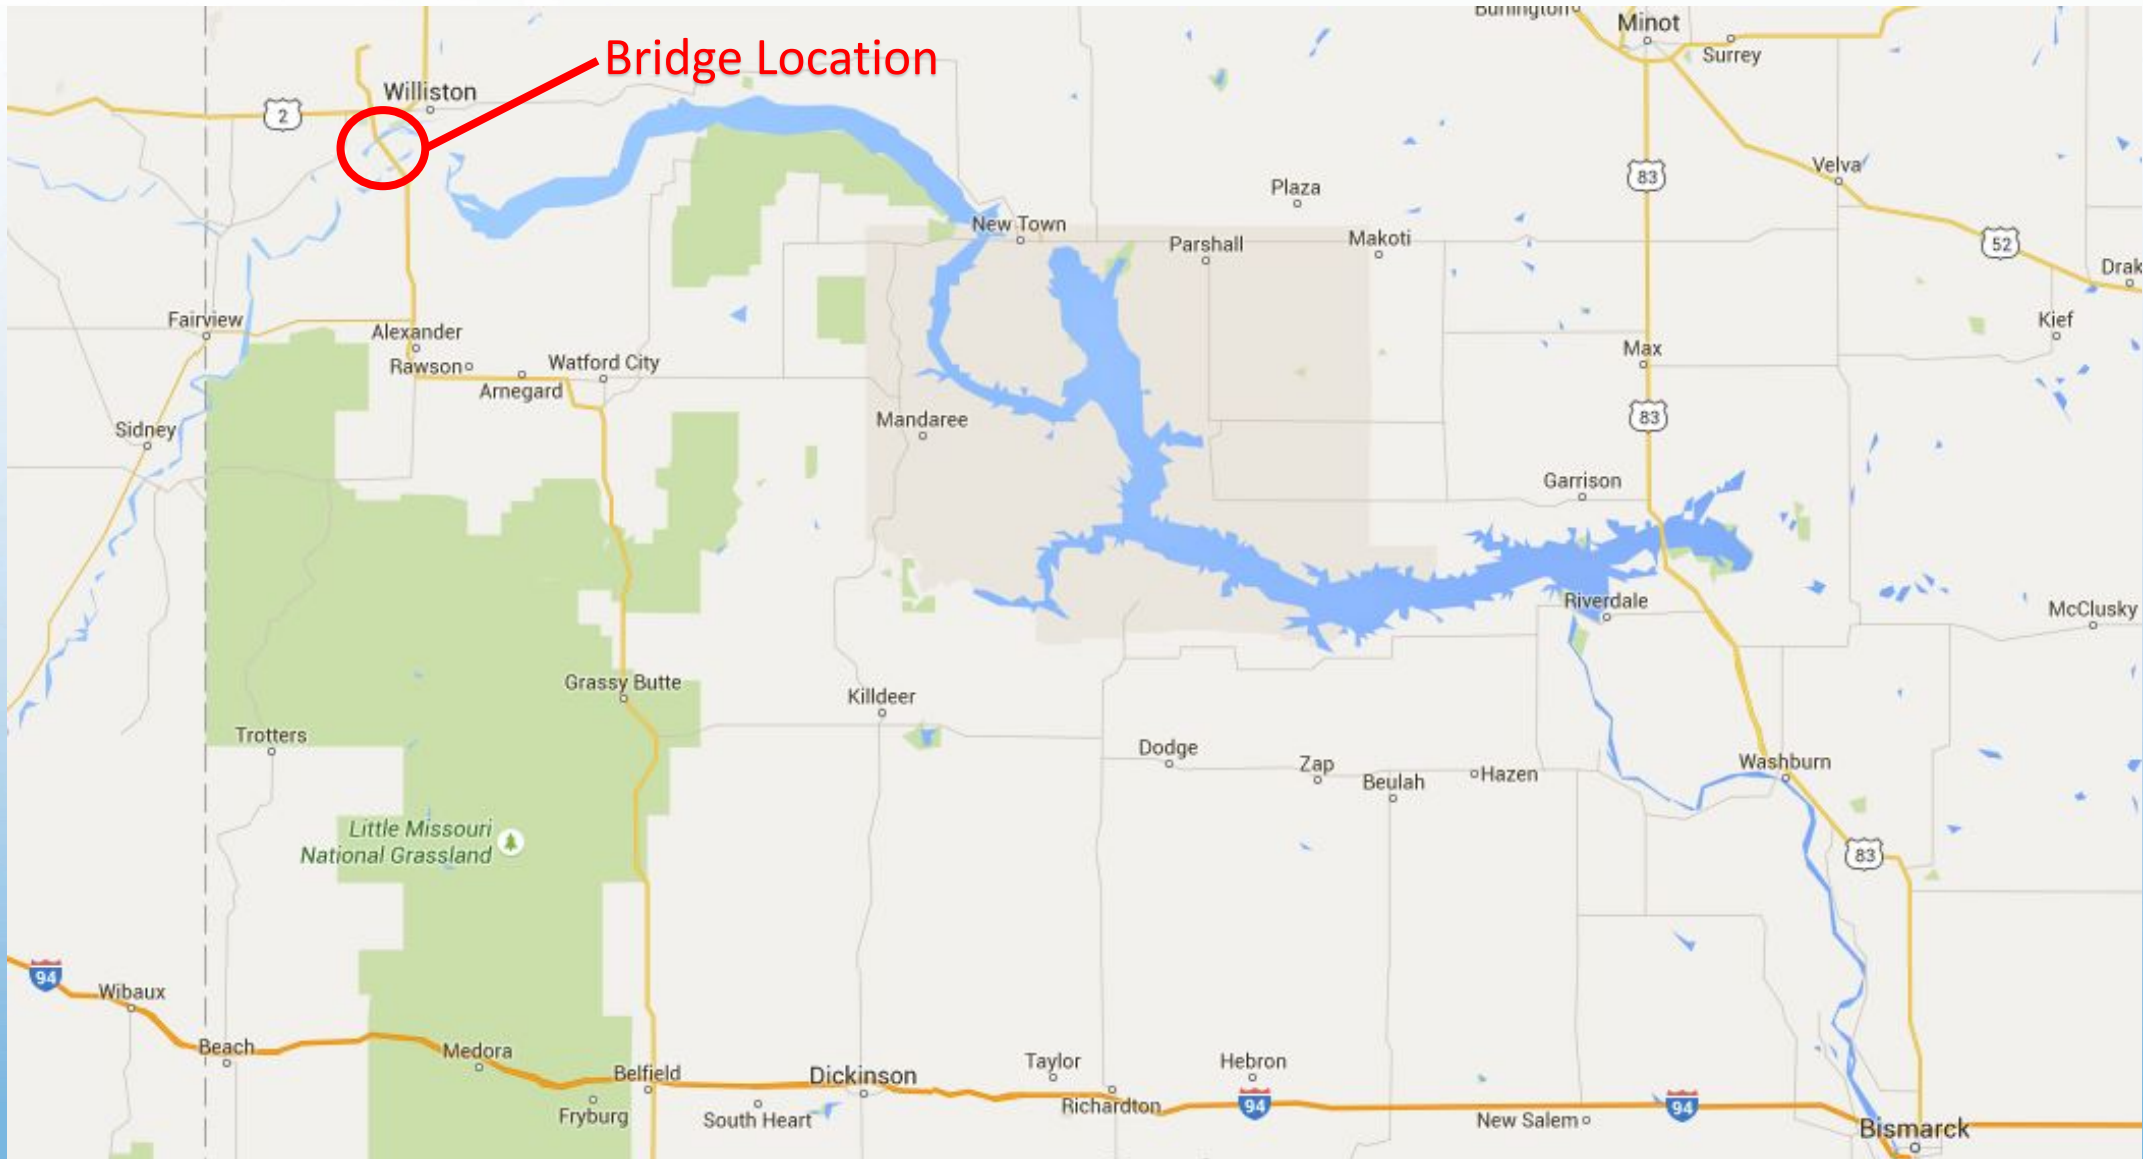 Burlington
Minot
Surrey
Bridge Location
Williston
2
83
Velva
Plaza
New Town
Parshall
Makoti
52
Drak
Fairview
Alexander
Rawson
Arnegard
Watford City
Kief
Max
Sidney
Mandaree
83
Garrison
Riverdale
McClusky
Grassy Butte
Killdeer
Trotters
Dodge
Zap
Beulah
Hazen
Washburn
Little Missouri
National Grassland
83
94
Wibaux
Beach
Medora
Belfield
Fryburg
South Heart
Dickinson
Taylor
Richardton
Hebron
94
New Salem
94
Bismarck